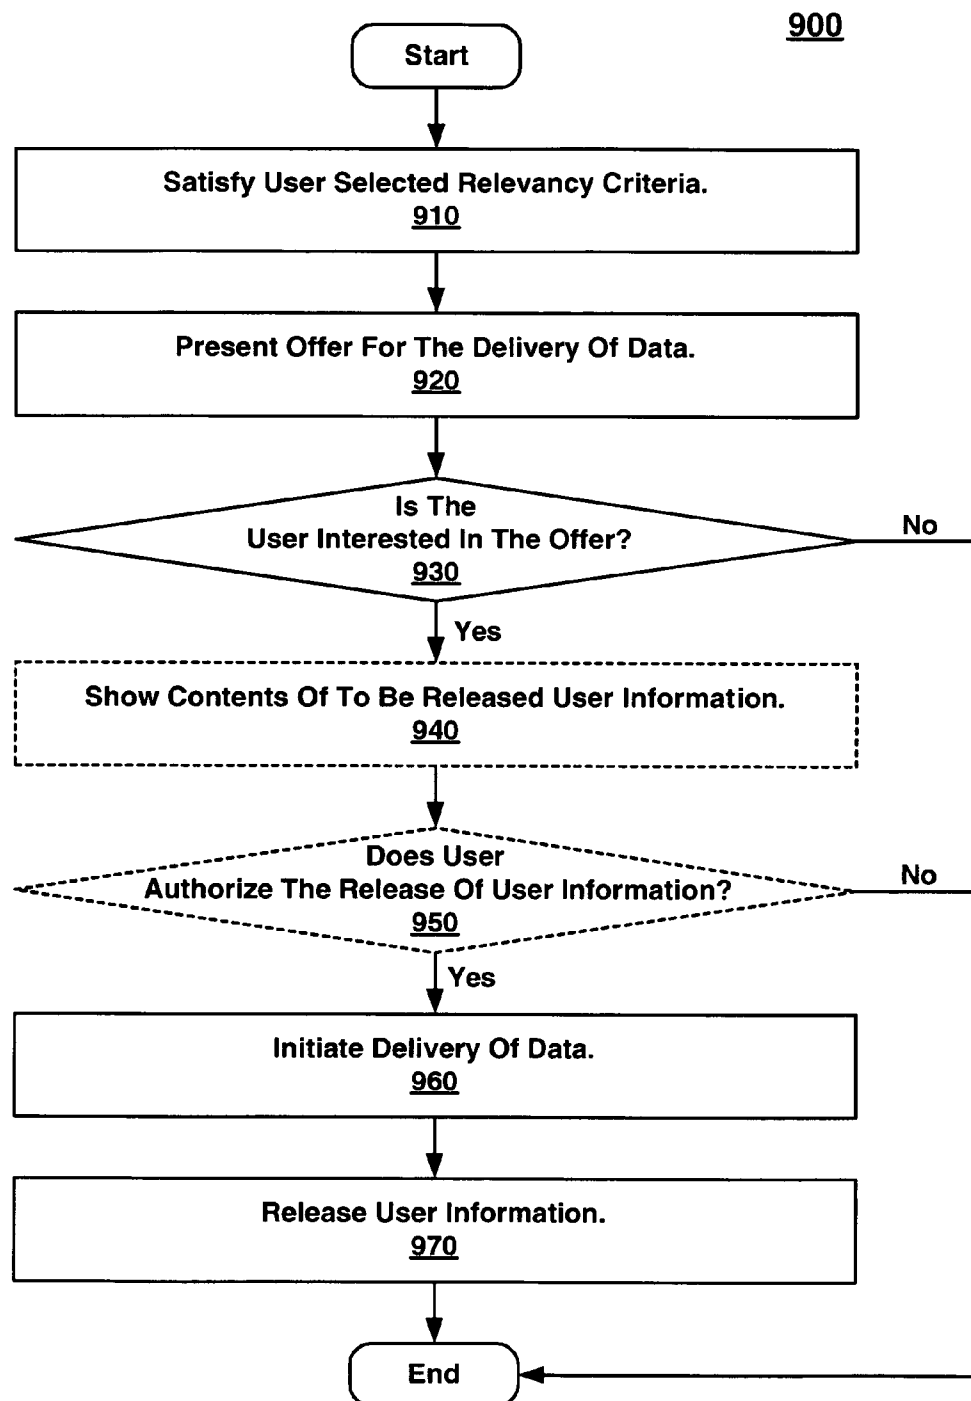 900
Start
Satisfy User Selected Relevancy Criteria.
910
Present Offer For The Delivery Of Data.
920
Is The
User Interested In The Offer?
930
No
Yes
Show Contents Of To Be Released User Information.
940
Does User
Authorize The Release Of User Information?
950
No
Yes
Initiate Delivery Of Data.
960
Release User Information.
970
End